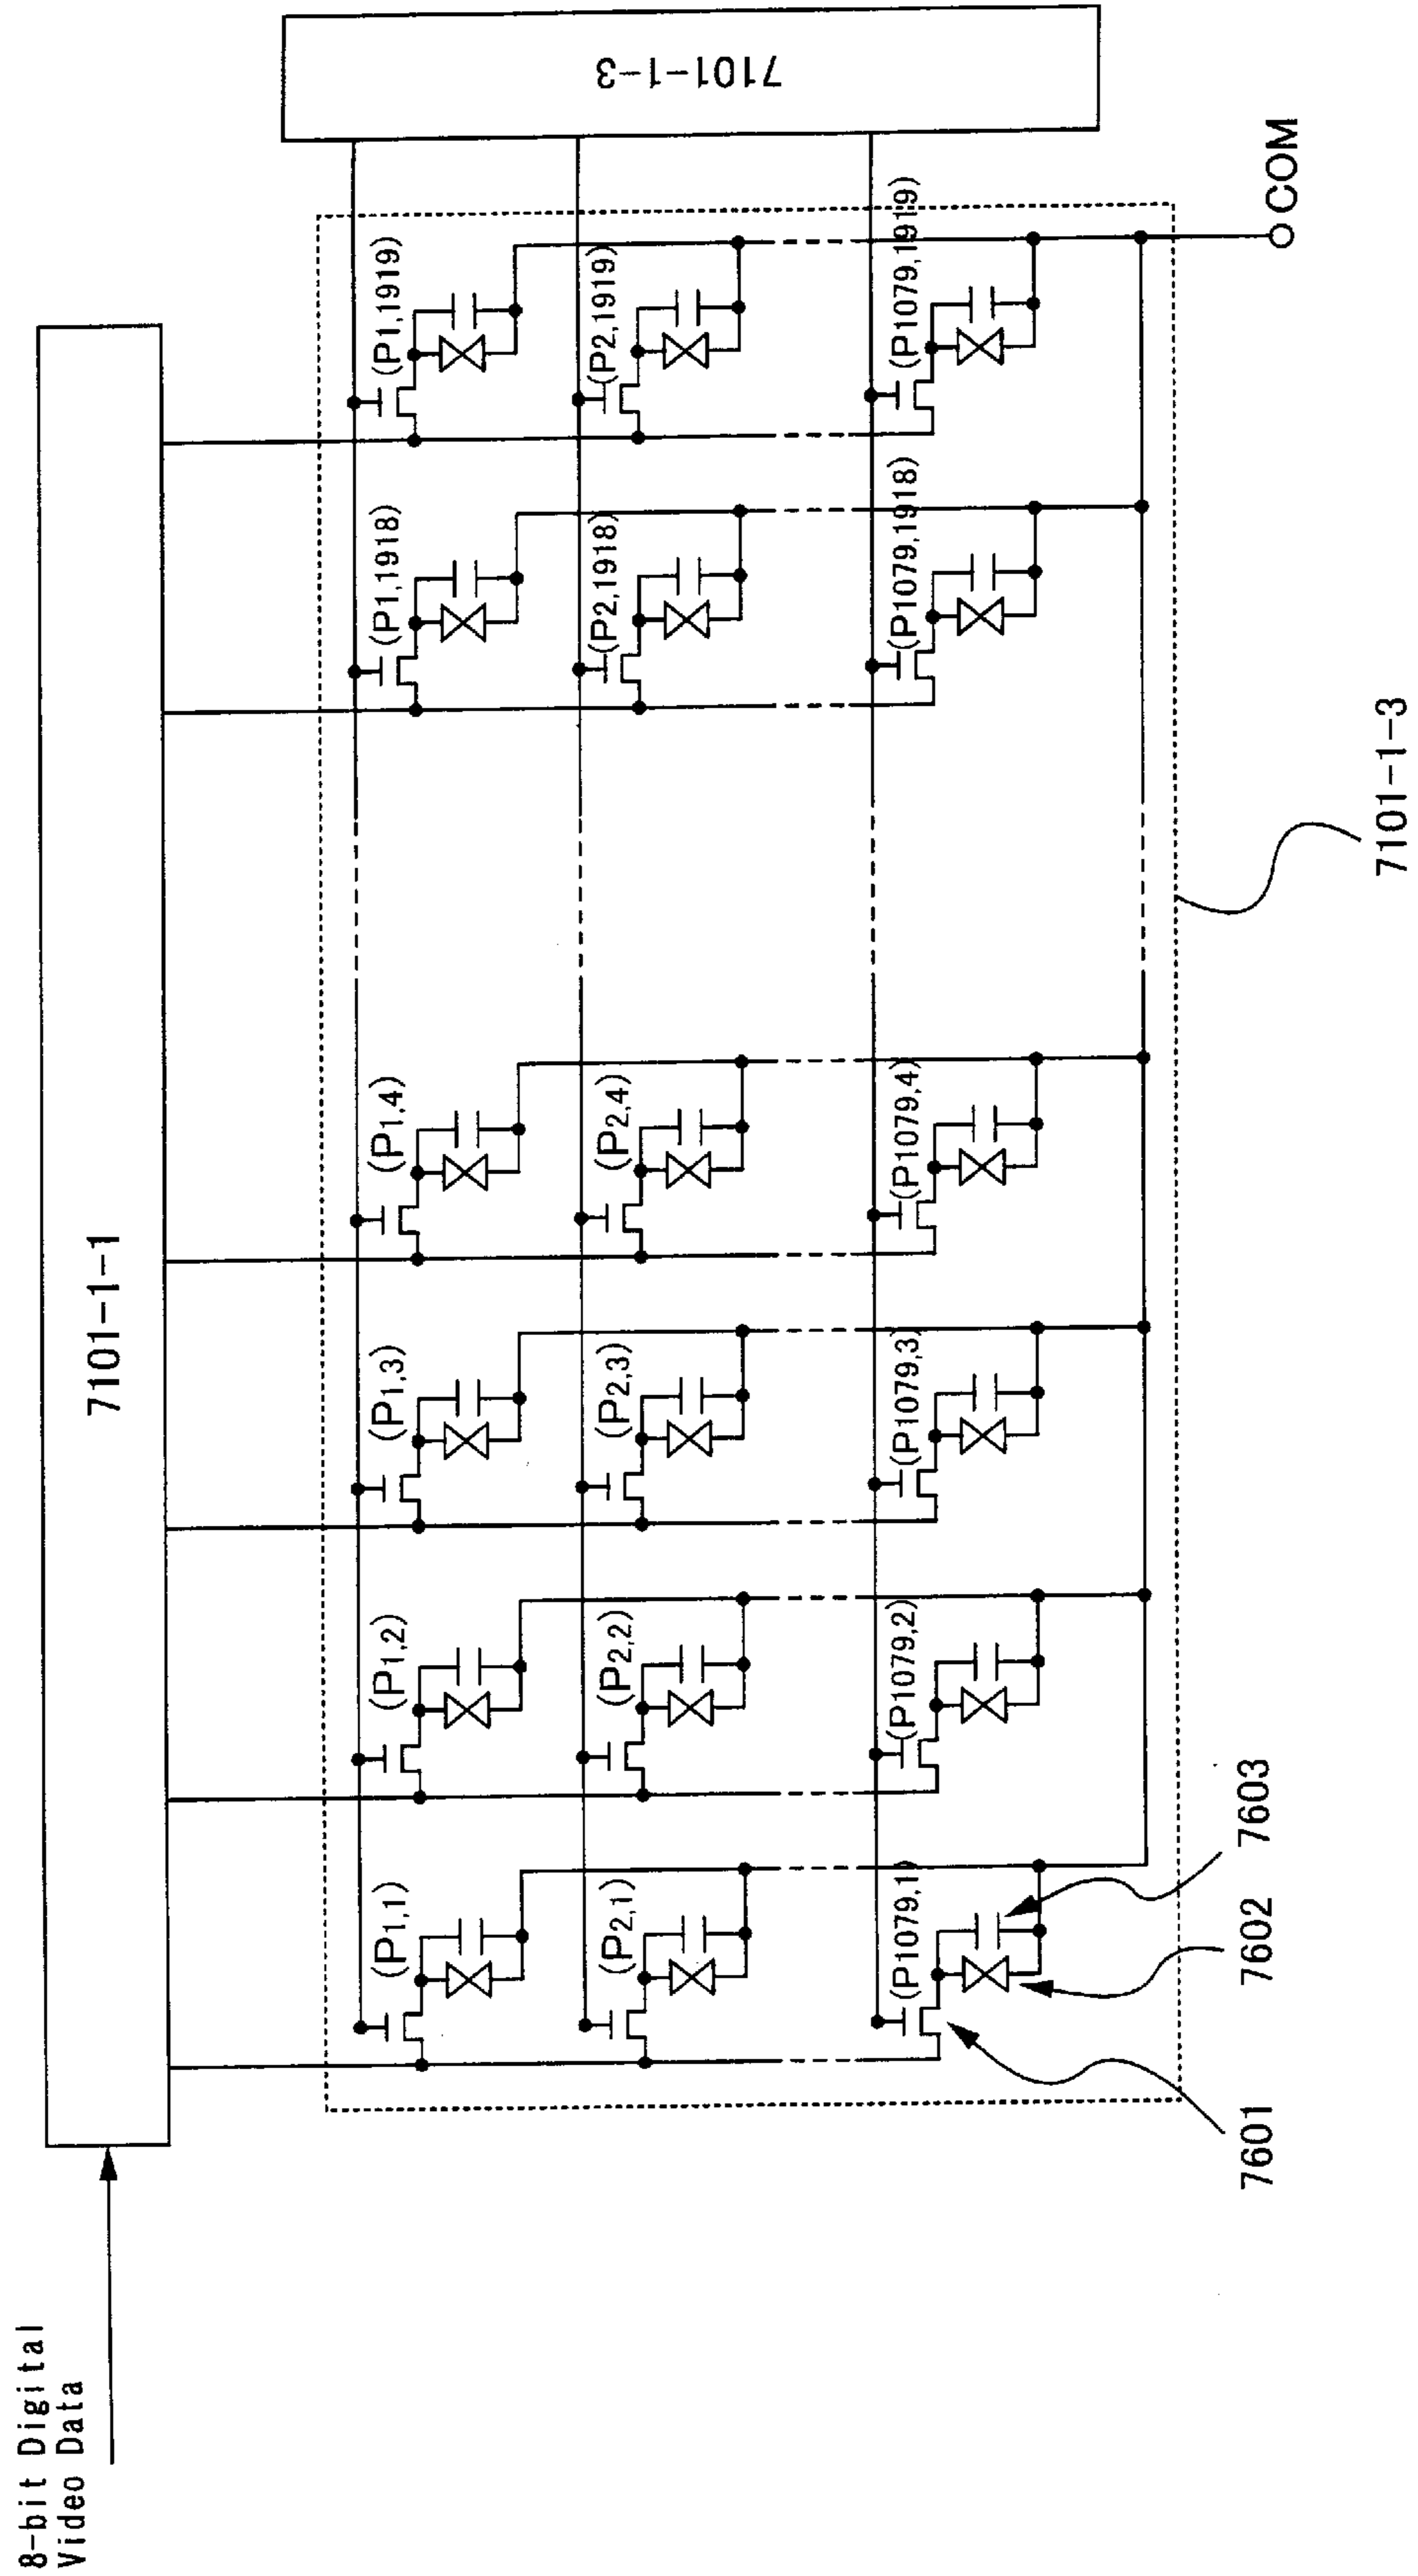 8-bit Digital
Video Data
7101-1-1
7101-1-3
(P1,1)
(P1,2)
(P1,3)
(P1,4)
(P1,1918)
(P1,1919)
(P2,1)
(P2,2)
(P2,3)
(P2,4)
(P2,1918)
(P2,1919)
(P1079,1)
(P1079,2)
(P1079,3)
(P1079,4)
(P1079,1918)
(P1079,1919)
COM
7601
7602
7603
7101-1-3